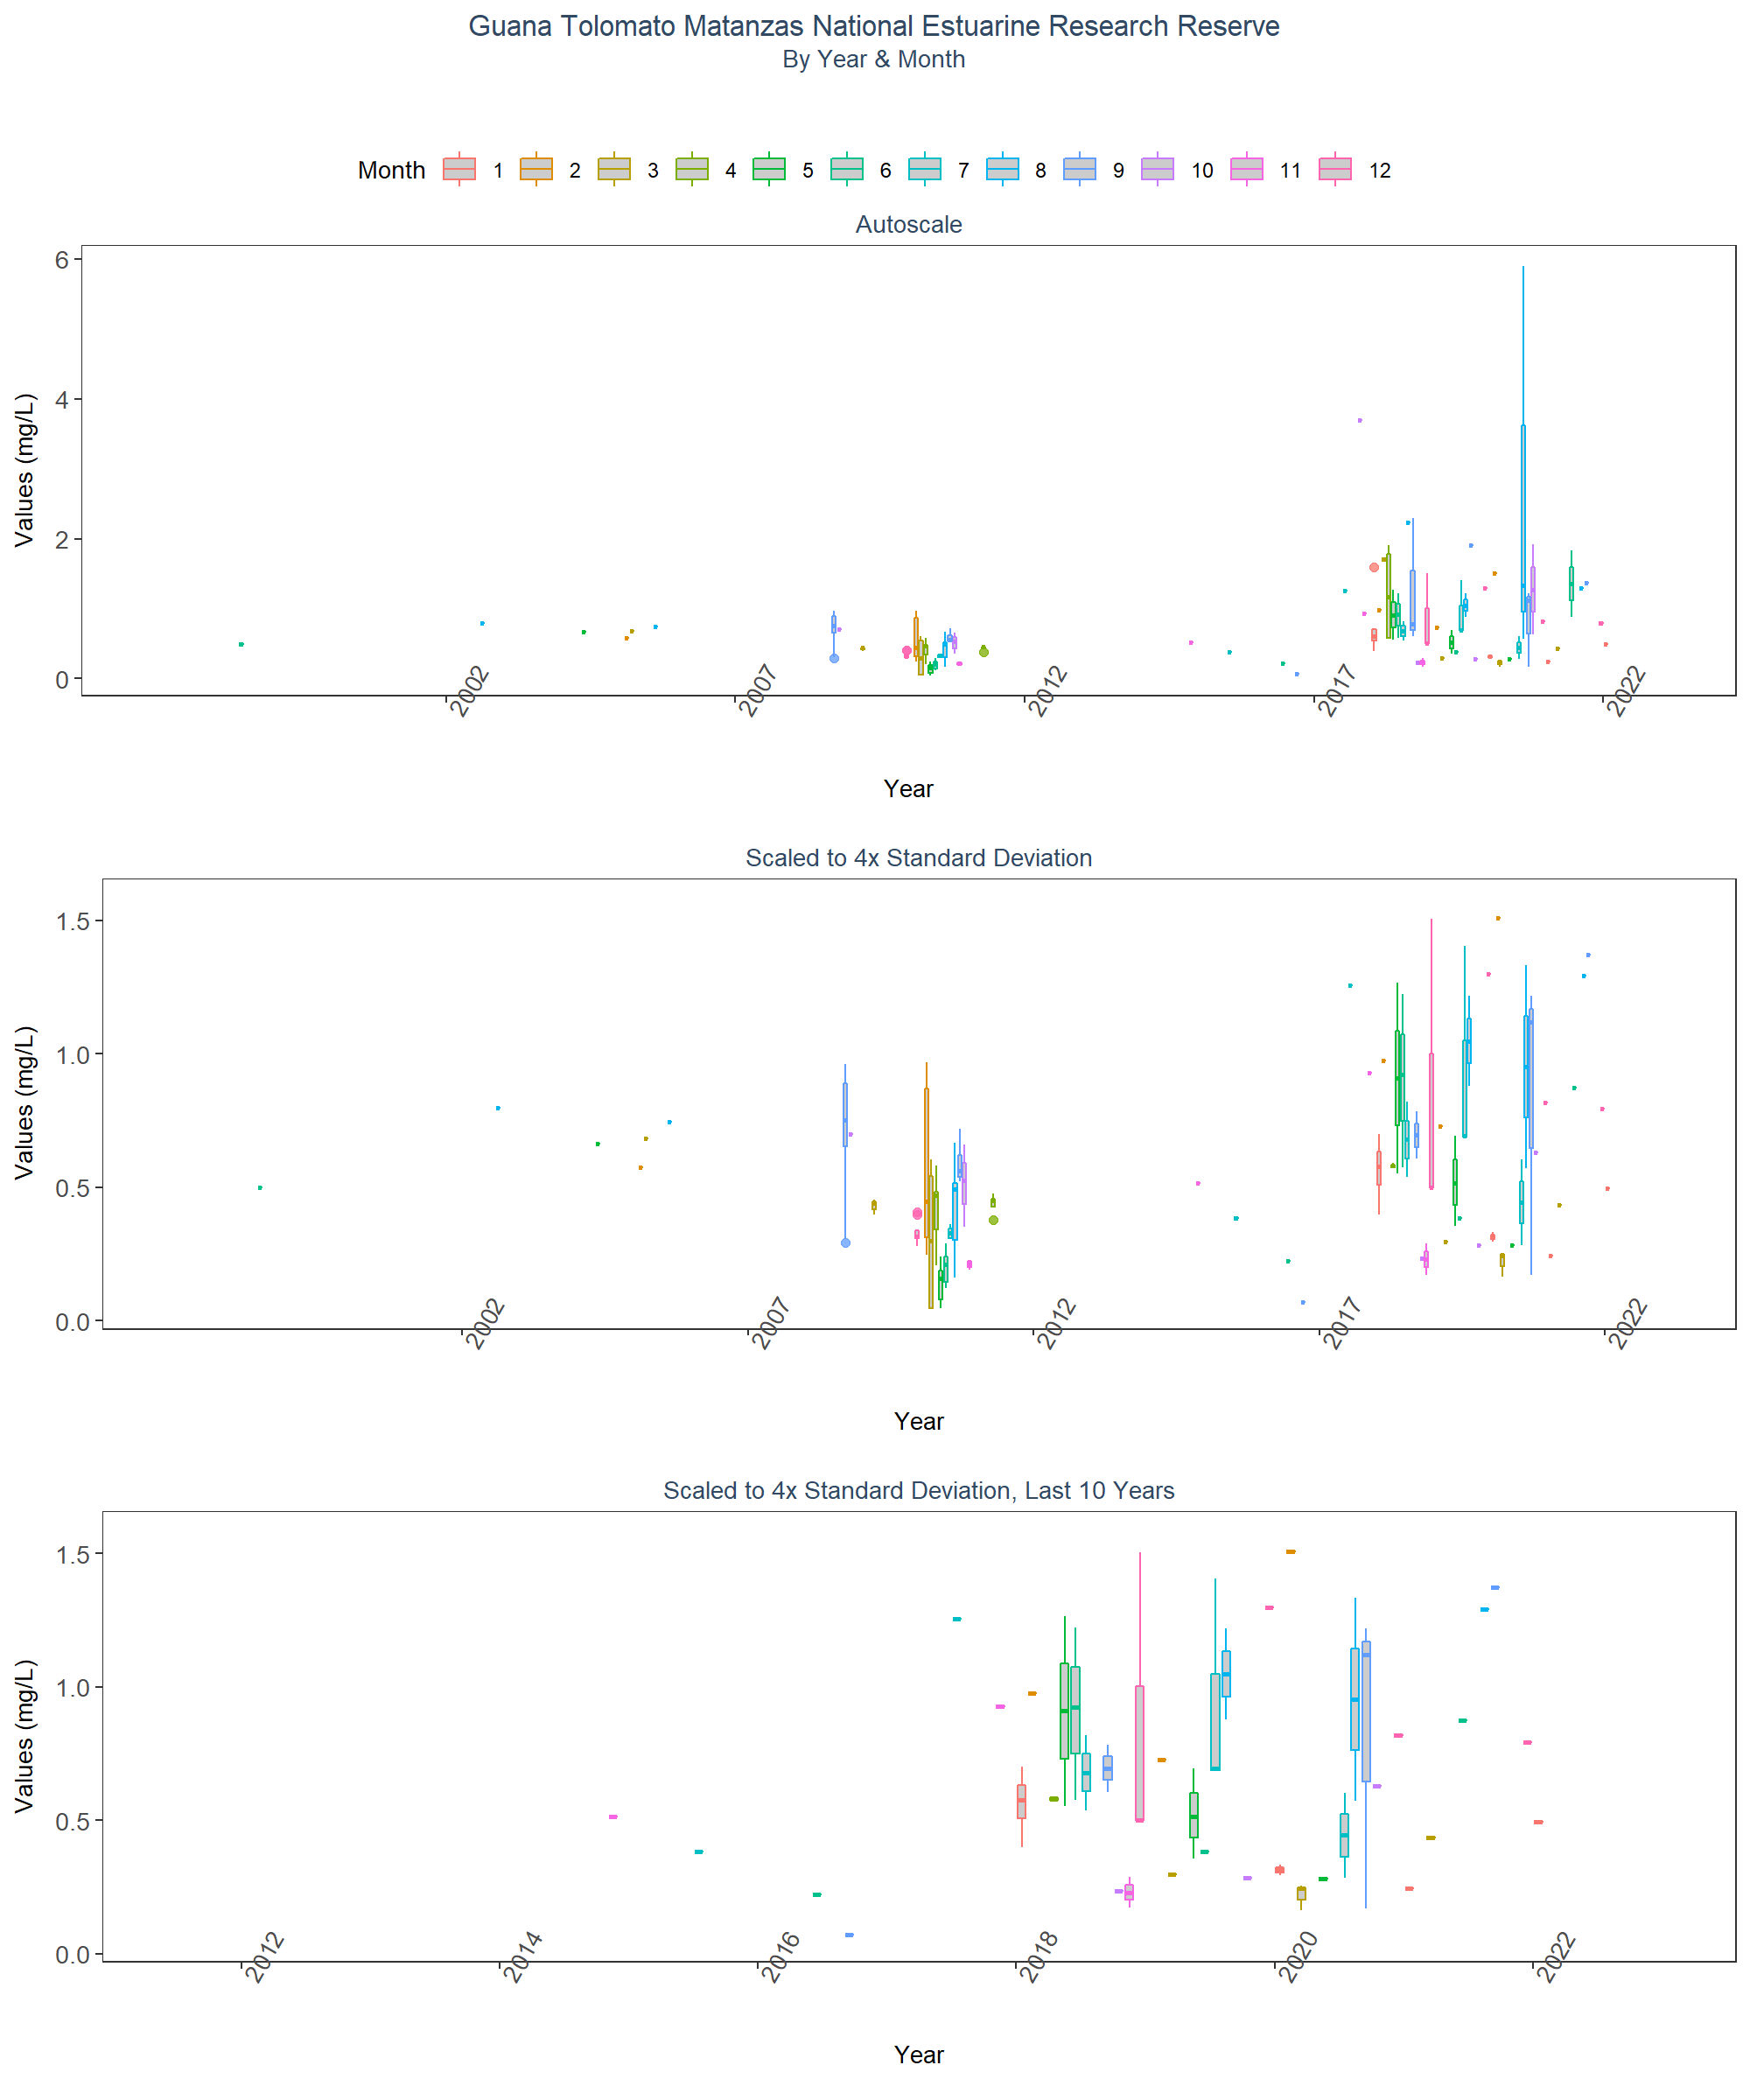 Guana Tolomato Matanzas National Estuarine Research Reserve
By Year & Month
Month 1 2 3 4 5 6 7 8 9 10 11 12
Autoscale
Values (mg/L)
6
4
2
0
2002 2007 2012 2017 2022
Year
Scaled to 4x Standard Deviation
Values (mg/L)
1.5
1.0
0.5
0.0
2002 2007 2012 2017 2022
Year
Scaled to 4x Standard Deviation, Last 10 Years
Values (mg/L)
1.5
1.0
0.5
0.0
2012 2014 2016 2018 2020 2022
Year